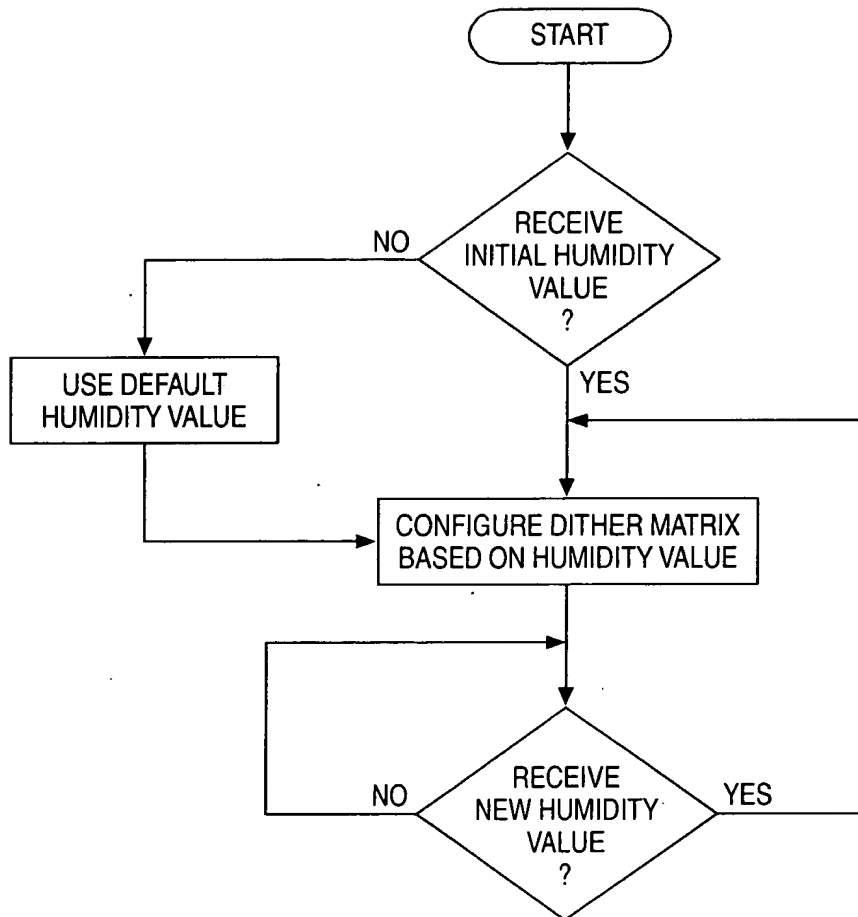 START
RECEIVE
INITIAL HUMIDITY
VALUE
?
NO
YES
USE DEFAULT
HUMIDITY VALUE
CONFIGURE DITHER MATRIX
BASED ON HUMIDITY VALUE
RECEIVE
NEW HUMIDITY
VALUE
?
NO
YES